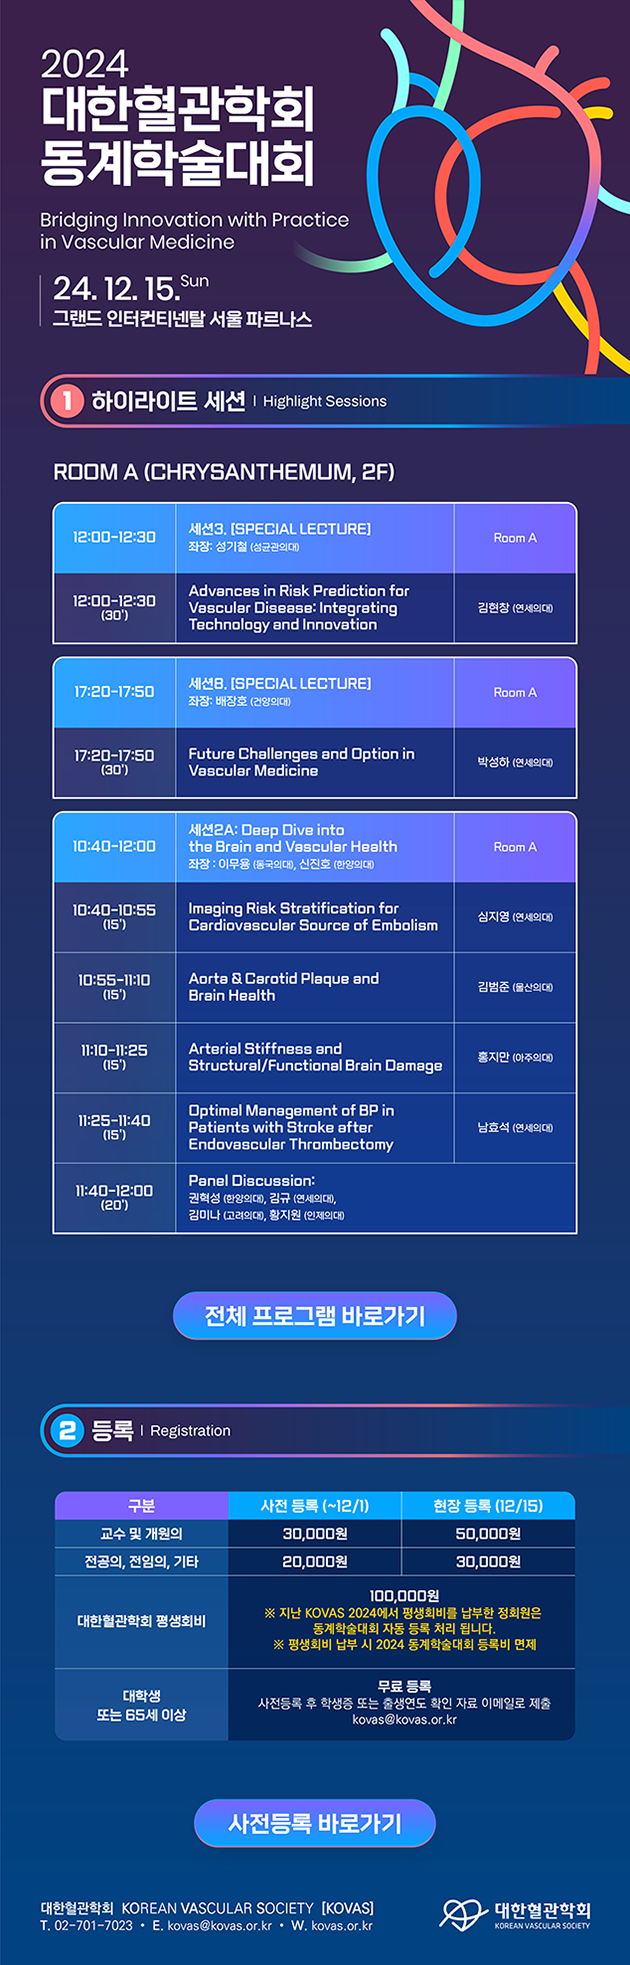 2024
대한혈관학회
동계학술대회
Bridging Innovation with Practice
in Vascular Medicine
24. 12. 15. Sun
그랜드 인터컨티넨탈 서울 파르나스
1 하이라이트 세션 | Highlight Sessions
ROOM A (CHRYSANTHEMUM, 2F)
12:00-12:30
세션3. [SPECIAL LECTURE]
좌장: 성기철 (성균관의대)
Room A
12:00-12:30
(30')
Advances in Risk Prediction for
Vascular Disease: Integrating
Technology and Innovation
김현창 (연세의대)
17:20-17:50
세션8. [SPECIAL LECTURE]
좌장: 배장호 (건양의대)
Room A
17:20-17:50
(30')
Future Challenges and Option in
Vascular Medicine
박성하 (연세의대)
10:40-12:00
세션2A: Deep Dive into
the Brain and Vascular Health
좌장 : 이무용 (동국의대), 신진호 (한양의대)
Room A
10:40-10:55
(15')
Imaging Risk Stratification for
Cardiovascular Source of Embolism
심지영 (연세의대)
10:55-11:10
(15')
Aorta & Carotid Plaque and
Brain Health
김범준 (울산의대)
11:10-11:25
(15')
Arterial Stiffness and
Structural/Functional Brain Damage
홍지만 (아주의대)
11:25-11:40
(15')
Optimal Management of BP in
Patients with Stroke after
Endovascular Thrombectomy
남효석 (연세의대)
11:40-12:00
(20')
Panel Discussion:
권혁성 (한양의대), 김규 (연세의대),
김미나 (고려의대), 황지원 (인제의대)
전체 프로그램 바로가기
2 등록 | Registration
구분
사전 등록 (~12/1)
현장 등록 (12/15)
교수 및 개원의
30,000원
50,000원
전공의, 전임의, 기타
20,000원
30,000원
대한혈관학회 평생회비
100,000원
※ 지난 KOVAS 2024에서 평생회비를 납부한 정회원은
동계학술대회 자동 등록 처리 됩니다.
※ 평생회비 납부 시 2024 동계학술대회 등록비 면제
대학생
또는 65세 이상
무료 등록
사전등록 후 학생증 또는 출생연도 확인 자료 이메일로 제출
kovas@kovas.or.kr
사전등록 바로가기
대한혈관학회 KOREAN VASCULAR SOCIETY [KOVAS]
T. 02-701-7023 • E. kovas@kovas.or.kr • W. kovas.or.kr
대한혈관학회
KOREAN VASCULAR SOCIETY